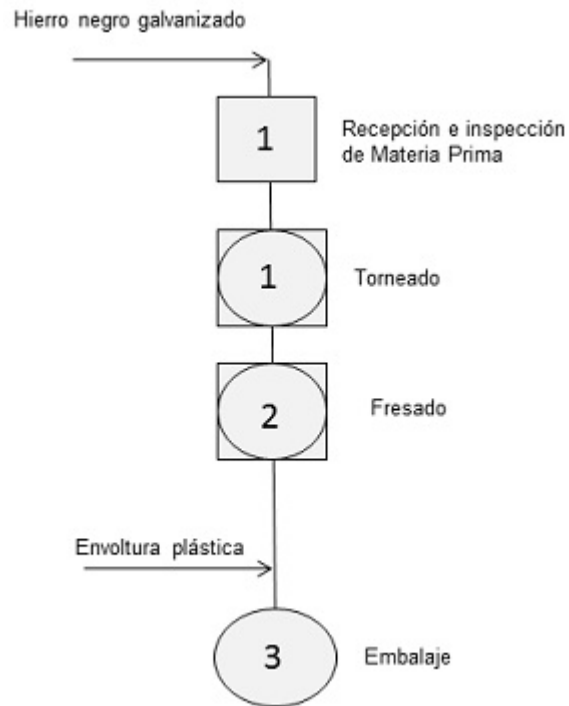 Hierro negro galvanizado
1
Recepción e inspección
de Materia Prima
1
Torneado
2
Fresado
Envoltura plástica
3
Embalaje